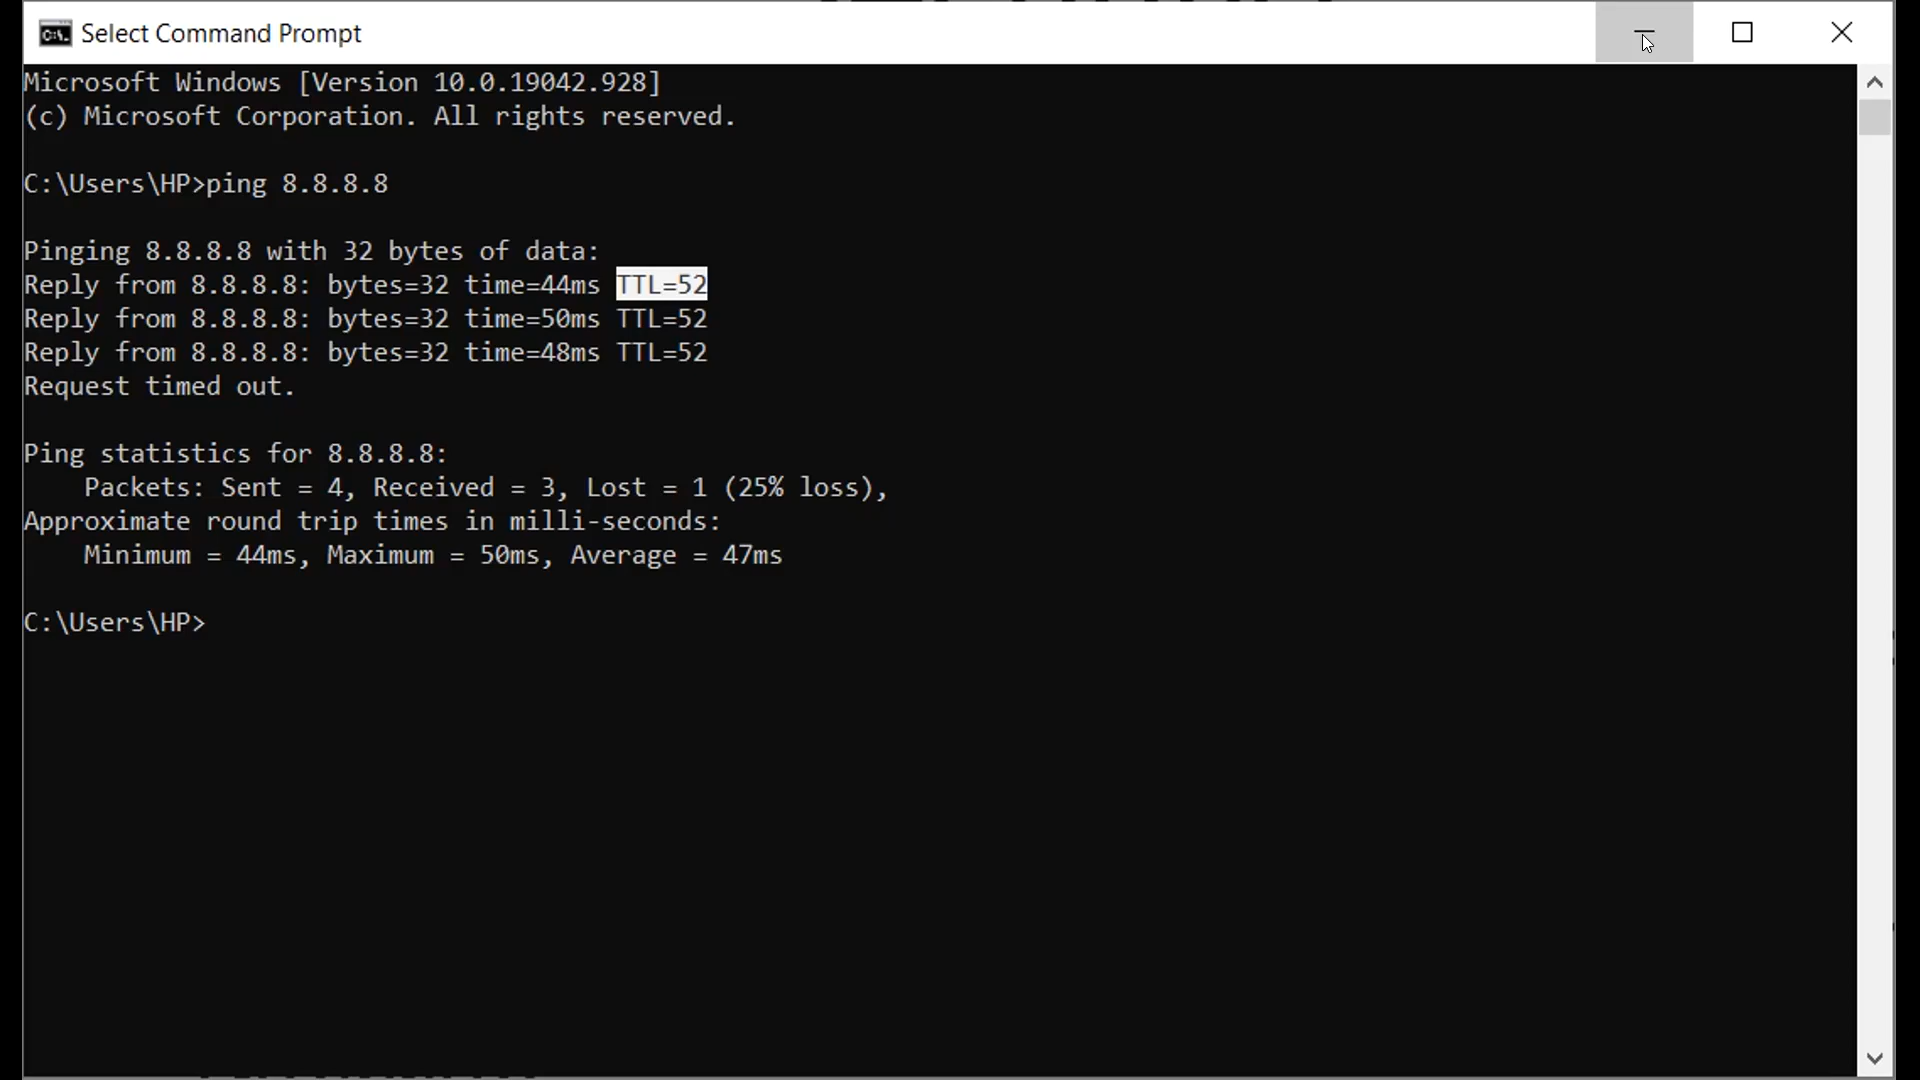 Select Command Prompt
Microsoft Windows [Version 10.0.19042.928]
(c) Microsoft Corporation. All rights reserved.
C:\Users\HP>ping 8.8.8.8
Pinging 8.8.8.8 with 32 bytes of data:
Reply from 8.8.8.8: bytes=32 time=44ms TTL=52
Reply from 8.8.8.8: bytes=32 time=50ms TTL=52
Reply from 8.8.8.8: bytes=32 time=48ms TTL=52
Request timed out.
Ping statistics for 8.8.8.8:
    Packets: Sent = 4, Received = 3, Lost = 1 (25% loss),
Approximate round trip times in milli-seconds:
    Minimum = 44ms, Maximum = 50ms, Average = 47ms
C:\Users\HP>